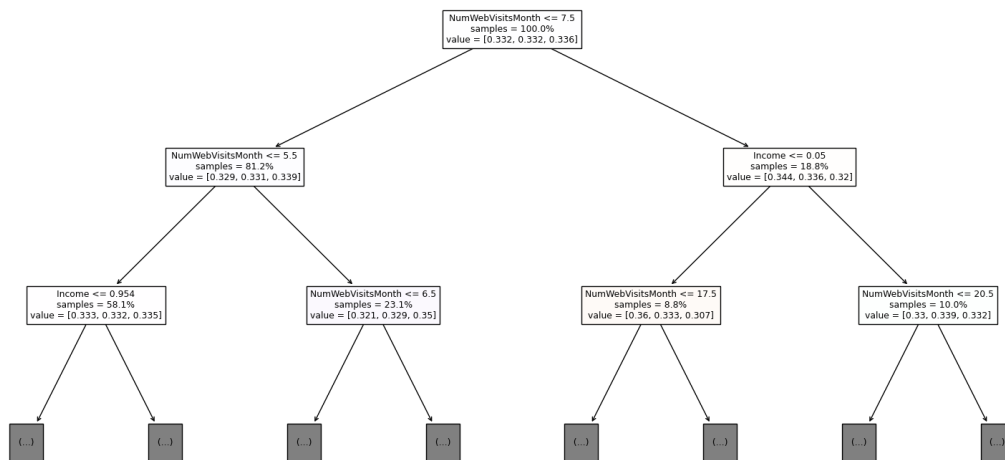 NumWebVisitsMonth <= 7.5
samples = 100.0%
value = [0.332, 0.332, 0.336]
NumWebVisitsMonth <= 5.5
samples = 81.2%
value = [0.329, 0.331, 0.339]
Income <= 0.05
samples = 18.8%
value = [0.344, 0.336, 0.32]
Income <= 0.954
samples = 58.1%
value = [0.333, 0.332, 0.335]
NumWebVisitsMonth <= 6.5
samples = 23.1%
value = [0.321, 0.329, 0.35]
NumWebVisitsMonth <= 17.5
samples = 8.8%
value = [0.36, 0.333, 0.307]
NumWebVisitsMonth <= 20.5
samples = 10.0%
value = [0.33, 0.339, 0.332]
(...)
(...)
(...)
(...)
(...)
(...)
(...)
(...)